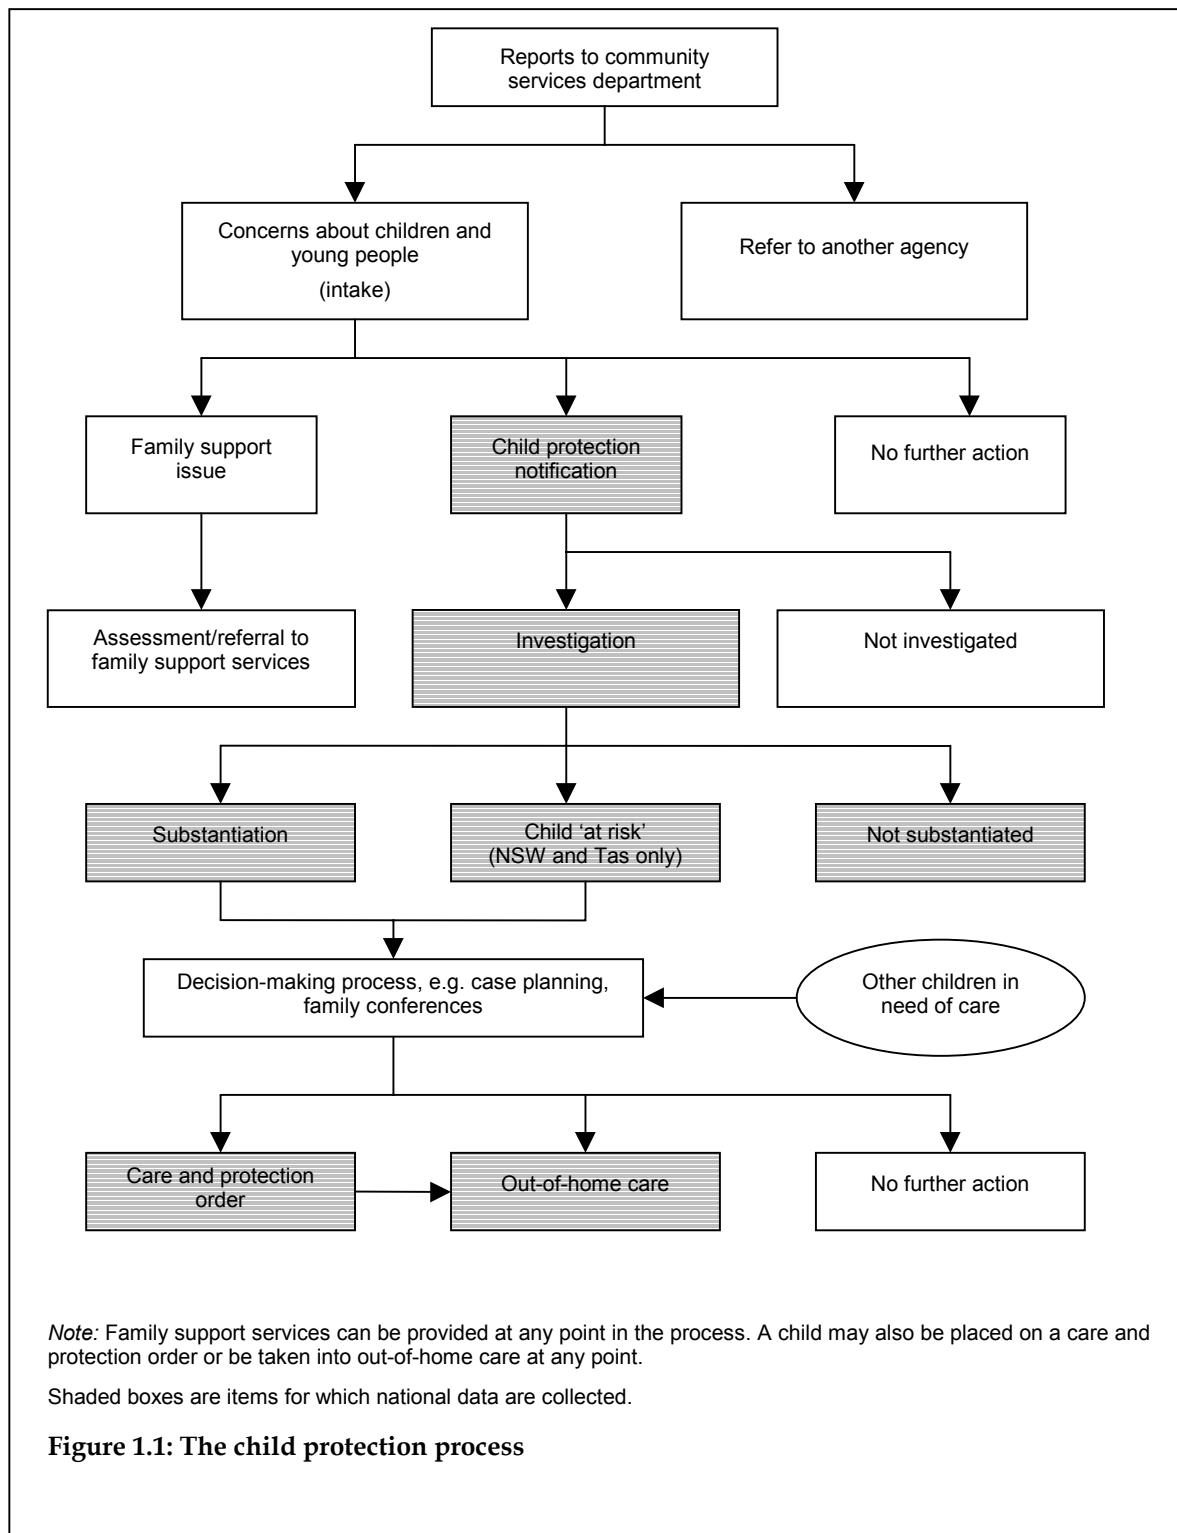 Reports to community
services department
Concerns about children and
young people
(intake)
Refer to another agency
Family support
issue
Child protection
notification
No further action
Assessment/referral to
family support services
Investigation
Not investigated
Substantiation
Child ‘at risk’
(NSW and Tas only)
Not substantiated
Decision-making process, e.g. case planning,
family conferences
Other children in
need of care
Care and protection
order
Out-of-home care
No further action
Note: Family support services can be provided at any point in the process. A child may also be placed on a care and
protection order or be taken into out-of-home care at any point.
Shaded boxes are items for which national data are collected.
Figure 1.1: The child protection process